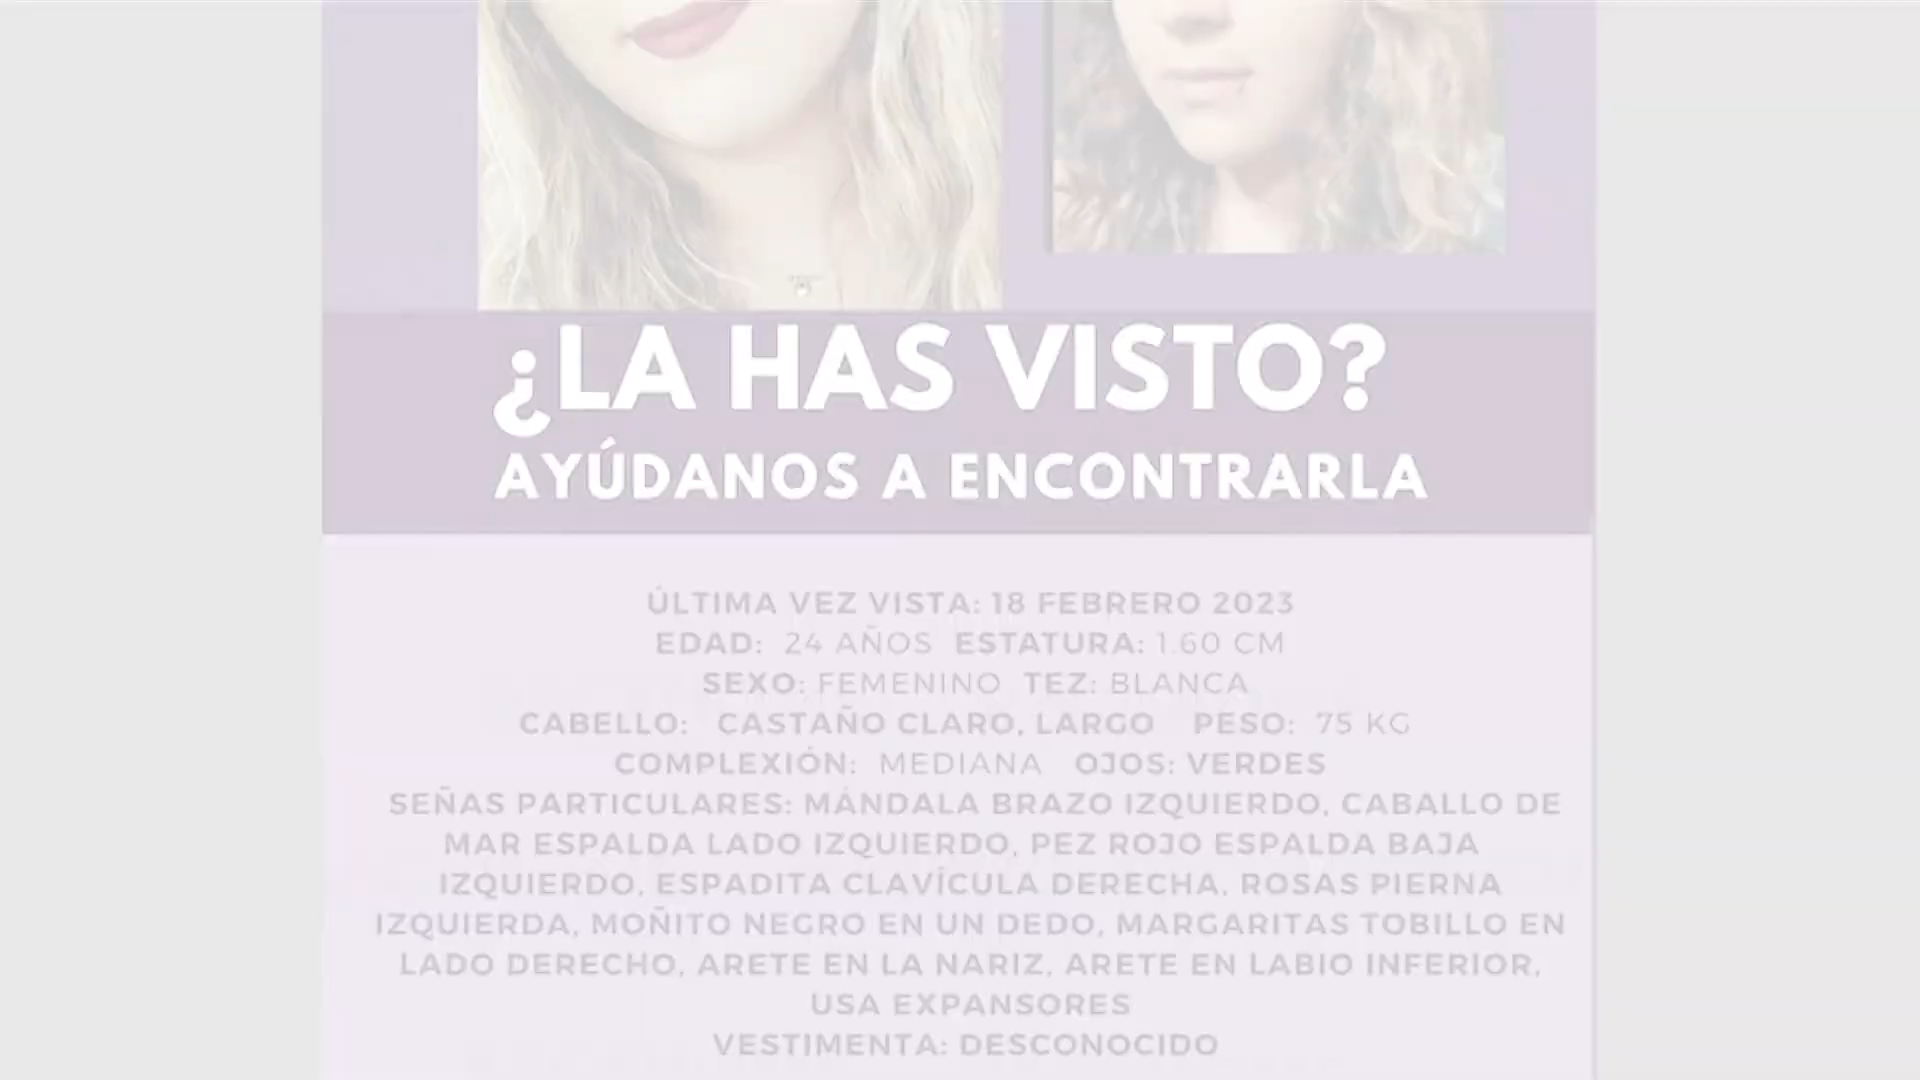 ¿LA HAS VISTO?
AYÚDANOS A ENCONTRARLA
ÚLTIMA VEZ VISTA: 18 FEBRERO 2023
EDAD: 24 AÑOS ESTATURA: 1.60 CM
SEXO: FEMENINO TEZ: BLANCA
CABELLO: CASTAÑO CLARO, LARGO PESO: 75 KG
COMPLEXIÓN: MEDIANA OJOS: VERDES
SEÑAS PARTICULARES: MÁNDALA BRAZO IZQUIERDO, CABALLO DE
MAR ESPALDA LADO IZQUIERDO, PEZ ROJO ESPALDA BAJA
IZQUIERDO, ESPADITA CLAVÍCULA DERECHA, ROSAS PIERNA
IZQUIERDA, MOÑITO NEGRO EN UN DEDO, MARGARITAS TOBILLO EN
LADO DERECHO, ARETE EN LA NARIZ, ARETE EN LABIO INFERIOR,
USA EXPANSORES
VESTIMENTA: DESCONOCIDO